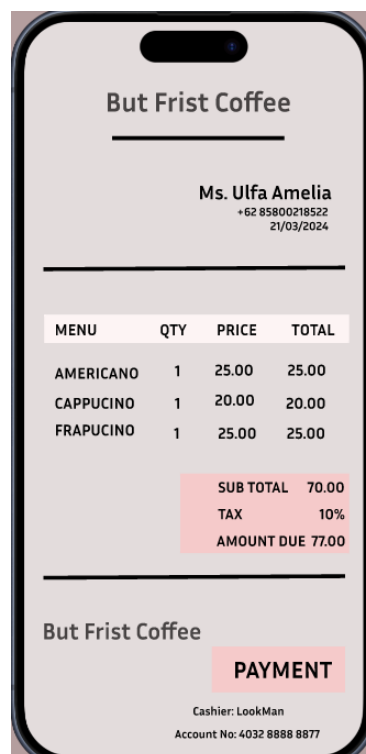 But Frist Coffee
Ms. Ulfa Amelia
+62 85800218522
21/03/2024
MENU QTY PRICE TOTAL
AMERICANO 1 25.00 25.00
CAPPUCINO 1 20.00 20.00
FRAPUCINO 1 25.00 25.00
SUB TOTAL 70.00
TAX 10%
AMOUNT DUE 77.00
But Frist Coffee
PAYMENT
Cashier: LookMan
Account No: 4032 8888 8877